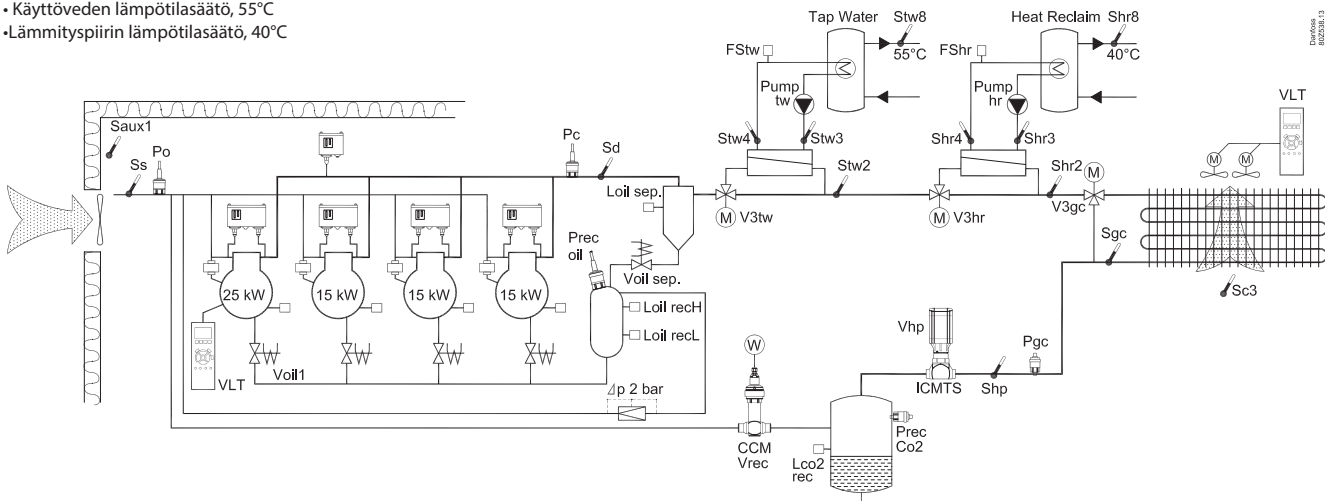 • Käyttöveden lämpötilasäätö, 55°C
•Lämmityspiirin lämpötilasäätö, 40°C
Tap Water
Stw8
Heat Reclaim
Shr8
Danfoss
80Z538.13
FStw
55°C
FShr
40°C
Pump
tw
Pump
hr
VLT
Saux1
Ss
Po
Pc
Sd
Stw4
Stw3
Shr4
Shr3
M
M
Loil sep.
Stw2
Shr2
M
M
V3tw
M
V3hr
V3gc
Prec
oil
Voil sep.
Sgc
25 kW
15 kW
15 kW
15 kW
Sc3
Loil recH
Loil recL
Vhp
Pgc
W
VLT
Voil1
⊿p 2 bar
ICMTS
Shp
CCM
Vrec
Prec
Co2
Lco2
rec